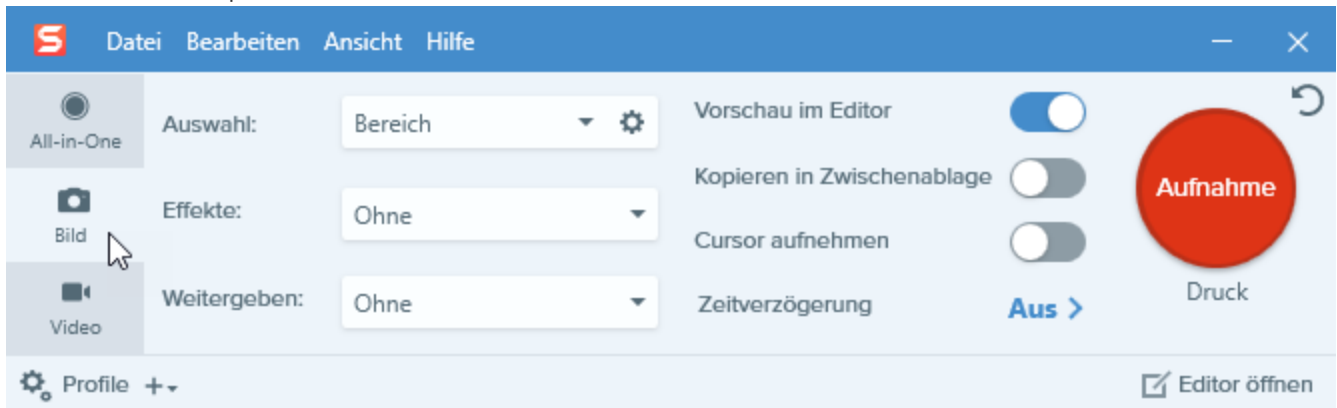 Datei Bearbeiten Ansicht Hilfe
All-in-One
Bild
Video
Auswahl: Bereich
Effekte: Ohne
Weitergeben: Ohne
Vorschau im Editor
Kopieren in Zwischenablage
Cursor aufnehmen
Zeitverzögerung Aus >
Aufnahme
Druck
Profile +
Editor öffnen